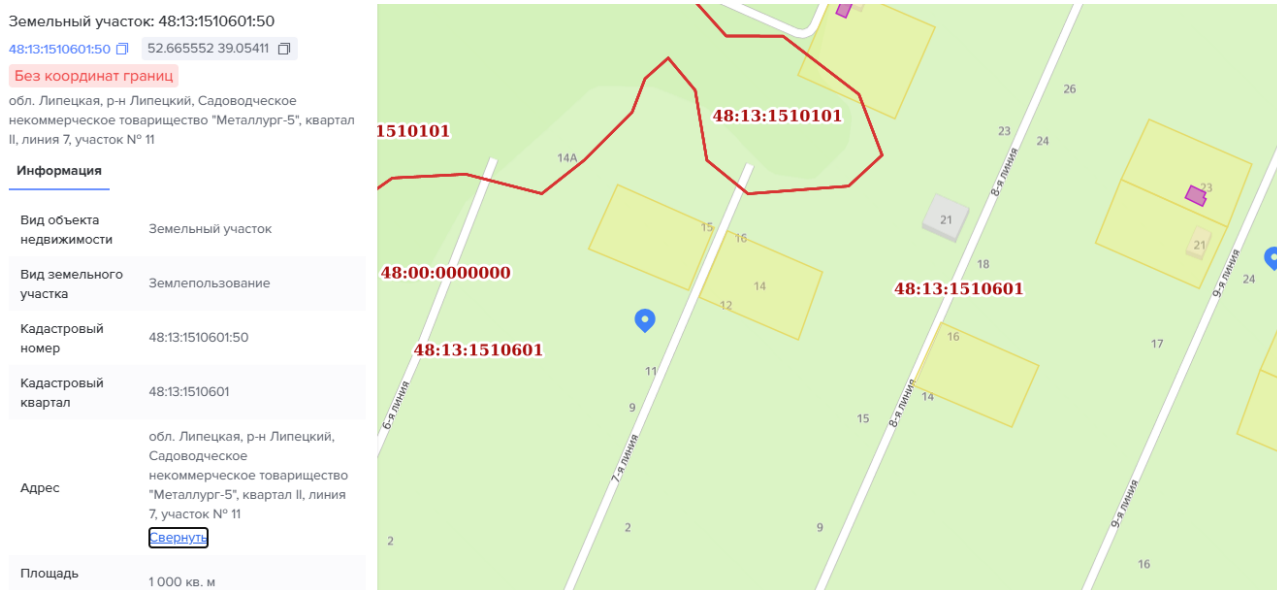 Земельный участок: 48:13:1510601:50
48:13:1510601:50
52.665552 39.05411
Без координат границ
обл. Липецкая, р-н Липецкий, Садоводческое
некоммерческое товарищество "Металлург-5", квартал
II, линия 7, участок № 11
Информация
Вид объекта
недвижимости
Земельный участок
Вид земельного
участка
Землепользование
Кадастровый
номер
48:13:1510601:50
Кадастровый
квартал
48:13:1510601
Адрес
обл. Липецкая, р-н Липецкий,
Садоводческое
некоммерческое товарищество
"Металлург-5", квартал II, линия
7, участок № 11
Свернуть
Площадь
1 000 кв. м
1510101
48:13:1510101
26
23
24
14А
8-я линия
23
15
16
21
21
18
9-я линия
24
48:00:0000000
14
48:13:1510601
12
48:13:1510601
16
17
11
6-я линия
9
8-я линия
14
15
7-я линия
9-я линия
2
2
9
16